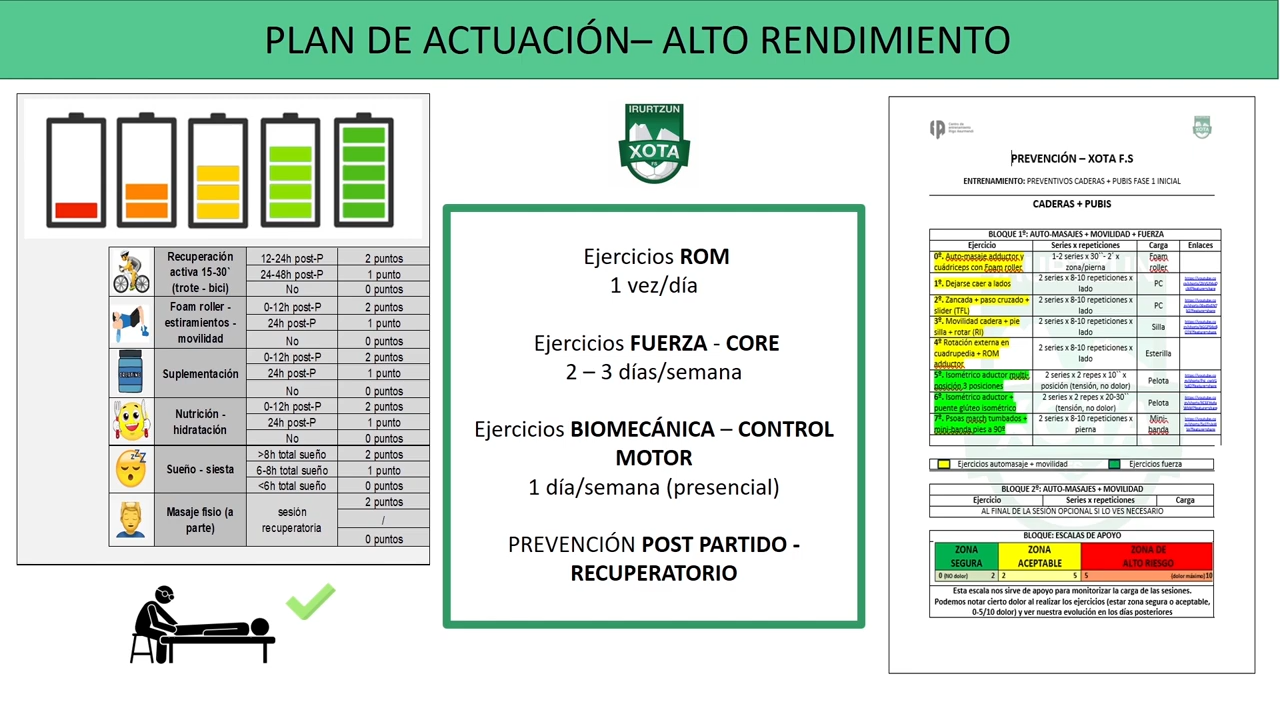 PLAN DE ACTUACIÓN– ALTO RENDIMIENTO
Recuperación
activa 15-30`
(trote - bici)
12-24h post-P
2 puntos
24-48h post-P
1 punto
No
0 puntos
Foam roller -
estiramientos -
movilidad
0-12h post-P
2 puntos
24h post-P
1 punto
No
0 puntos
Suplementación
0-12h post-P
2 puntos
24h post-P
1 punto
No
0 puntos
Nutrición -
hidratación
0-12h post-P
2 puntos
24h post-P
1 punto
No
0 puntos
Sueño - siesta
>8h total sueño
2 puntos
6-8h total sueño
1 punto
<6h total sueño
0 puntos
Masaje fisio (a
parte)
sesión
recuperatoria
2 puntos
/
0 puntos
IRURTZUN
XOTA
FS
Ejercicios ROM
1 vez/día
Ejercicios FUERZA - CORE
2 – 3 días/semana
Ejercicios BIOMECÁNICA – CONTROL
MOTOR
1 día/semana (presencial)
PREVENCIÓN POST PARTIDO -
RECUPERATORIO
XOTA
PREVENCIÓN – XOTA F.S
ENTRENAMIENTO: PREVENTIVOS CADERAS + PUBIS FASE 1 INICIAL
CADERAS + PUBIS
BLOQUE 1º: AUTO-MASAJES + MOVILIDAD + FUERZA
Ejercicio Series x repeticiones Carga Enlaces
0º. Auto-masaje adductor y
cuádriceps con Foam roller
1-2 series x 30``- 2` x
zona/pierna
Foam
roller
1º. Dejarse caer a lados
2 series x 8-10 repeticiones x
lado
PC
2º. Zancada + paso cruzado +
slider (TFL)
2 series x 8-10 repeticiones x
lado
PC
3º. Movilidad cadera + pie
silla + rotar (RI)
2 series x 8-10 repeticiones x
lado
Silla
4º Rotación externa en
cuadrupedia + ROM
adductor
2 series x 8-10 repeticiones x
lado
Esterilla
5º. Isométrico aductor multi-
posición 3 posiciones
2 series x 2 repes x 10`` x
posición (tensión, no dolor)
Pelota
6º. Isométrico aductor +
puente glúteo isométrico
2 series x 2 repes x 20-30``
(tensión, no dolor)
Pelota
7º. Psoas march tumbados +
mini-banda pies a 90º
2 series x 8-10 repeticiones x
pierna
Mini-
banda
Ejercicios automasaje + movilidad
Ejercicios fuerza
BLOQUE 2º: AUTO-MASAJES + MOVILIDAD
Ejercicio Series x repeticiones Carga
AL FINAL DE LA SESIÓN OPCIONAL SI LO VES NECESARIO
BLOQUE: ESCALAS DE APOYO
ZONA
SEGURA
ZONA
ACEPTABLE
ZONA DE
ALTO RIESGO
0 (NO dolor) 2 2 5 5 (dolor máximo) 10
Esta escala nos sirve de apoyo para monitorizar la carga de las sesiones.
Podemos notar cierto dolor al realizar los ejercicios (estar zona segura o aceptable,
0-5/10 dolor) y ver nuestra evolución en los días posteriores